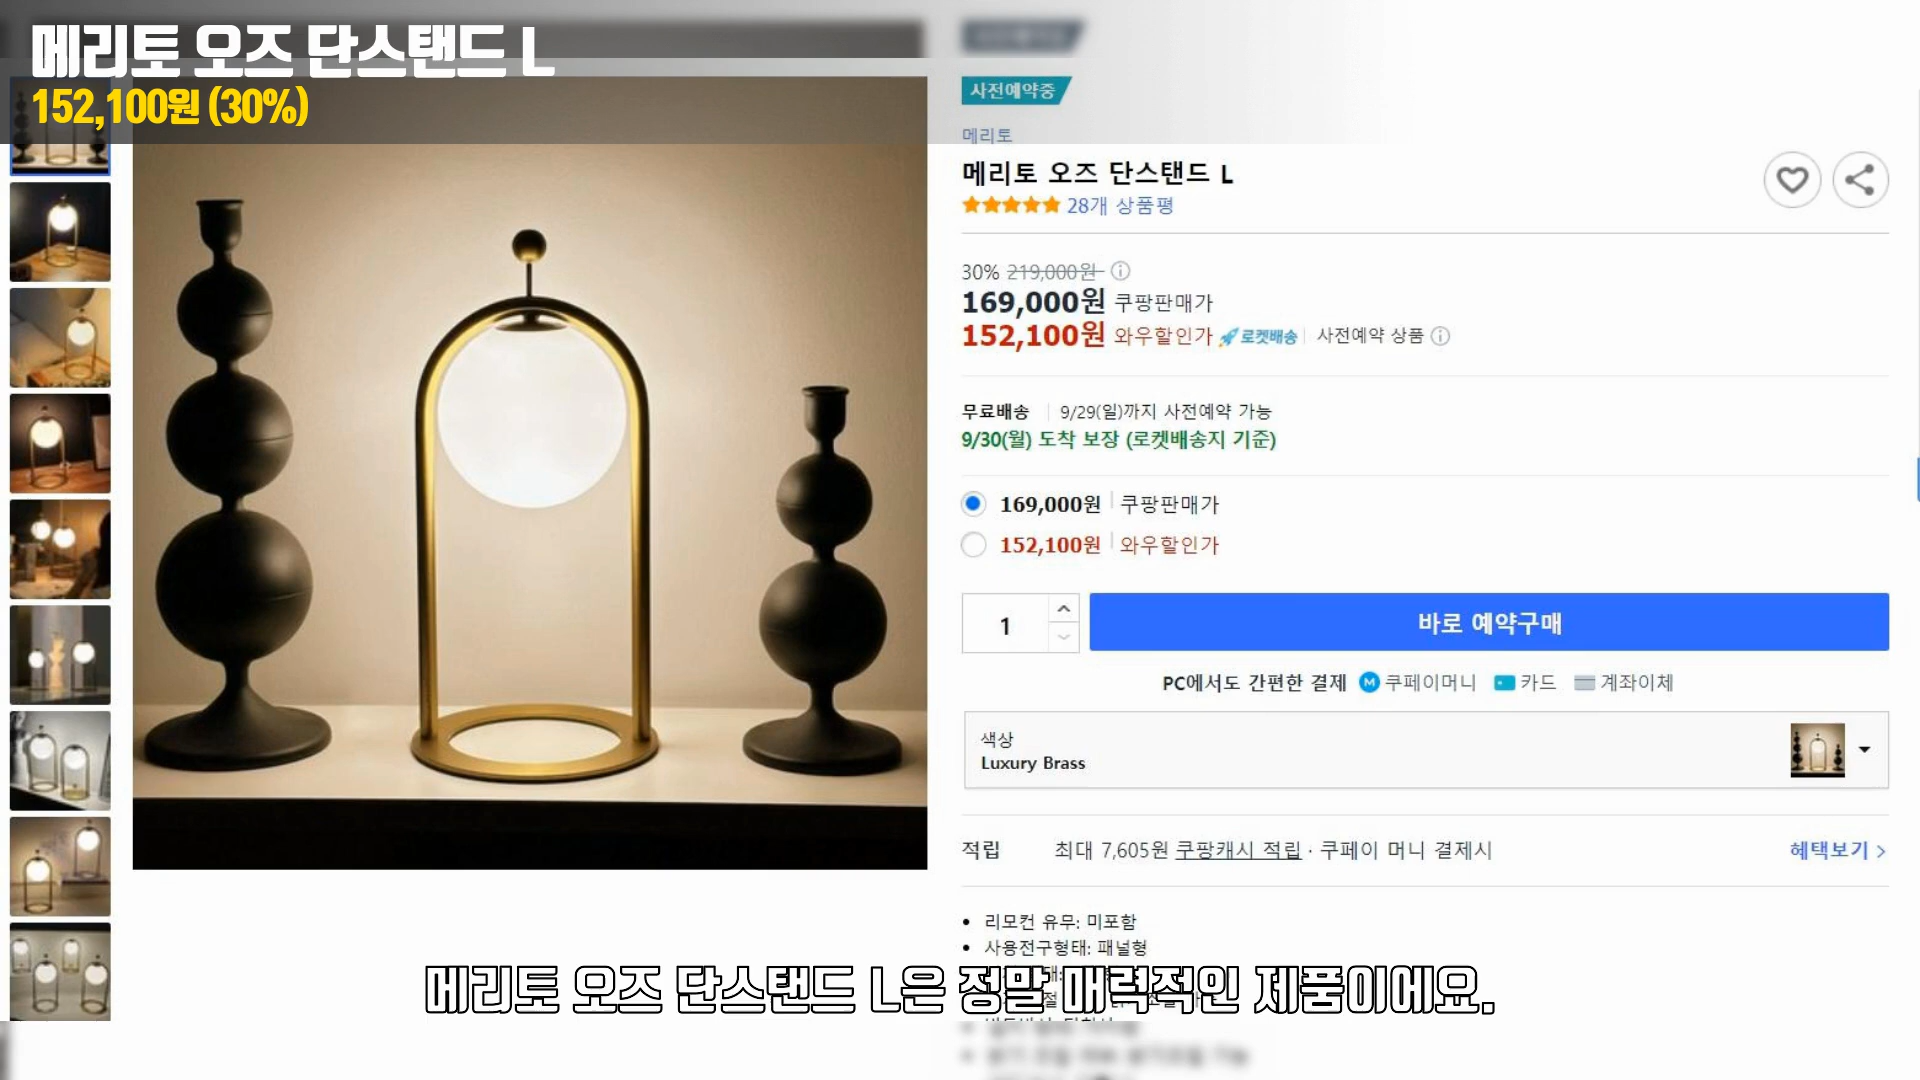 메리토 오즈 단스탠드 L
152,100원 (30%)
사전예약중
메리토
메리토 오즈 단스탠드 L
28개 상품평
30% 219,000원
169,000원 쿠팡판매가
152,100원 와우할인가 로켓배송 사전예약 상품
무료배송 9/29(일)까지 사전예약 가능
9/30(월) 도착 보장 (로켓배송지 기준)
169,000원 쿠팡판매가
152,100원 와우할인가
1
바로 예약구매
PC에서도 간편한 결제 M 쿠페이머니 카드 계좌이체
색상
Luxury Brass
적립 최대 7,605원 쿠팡캐시 적립 · 쿠페이 머니 결제시 혜택보기 >
• 리모컨 유무: 미포함
• 사용전구형태: 패널형
메리토 오즈 단스탠드 L은 정말 매력적인 제품이에요.